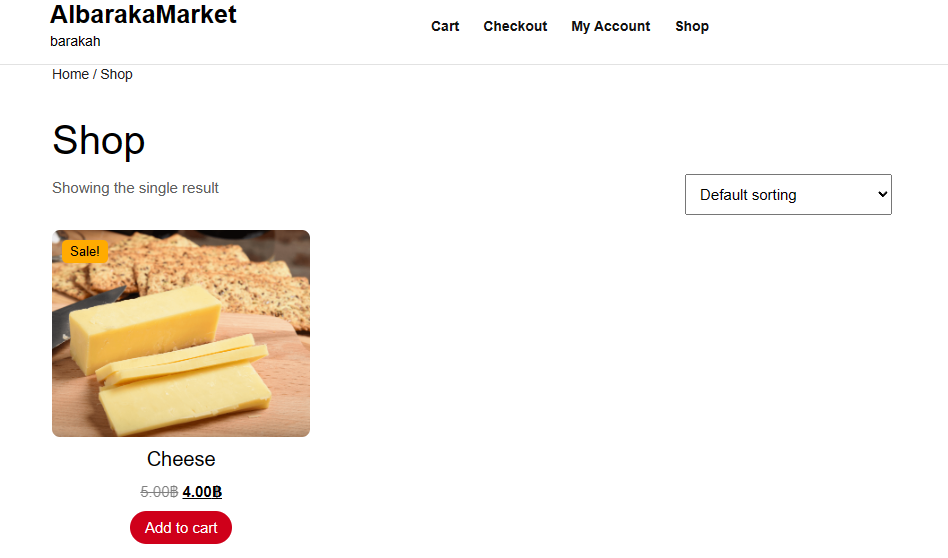 AlbarakaMarket
barakah
Cart Checkout My Account Shop
Home / Shop
Shop
Showing the single result
Default sorting
Sale!
Cheese
5.00฿ 4.00฿
Add to cart